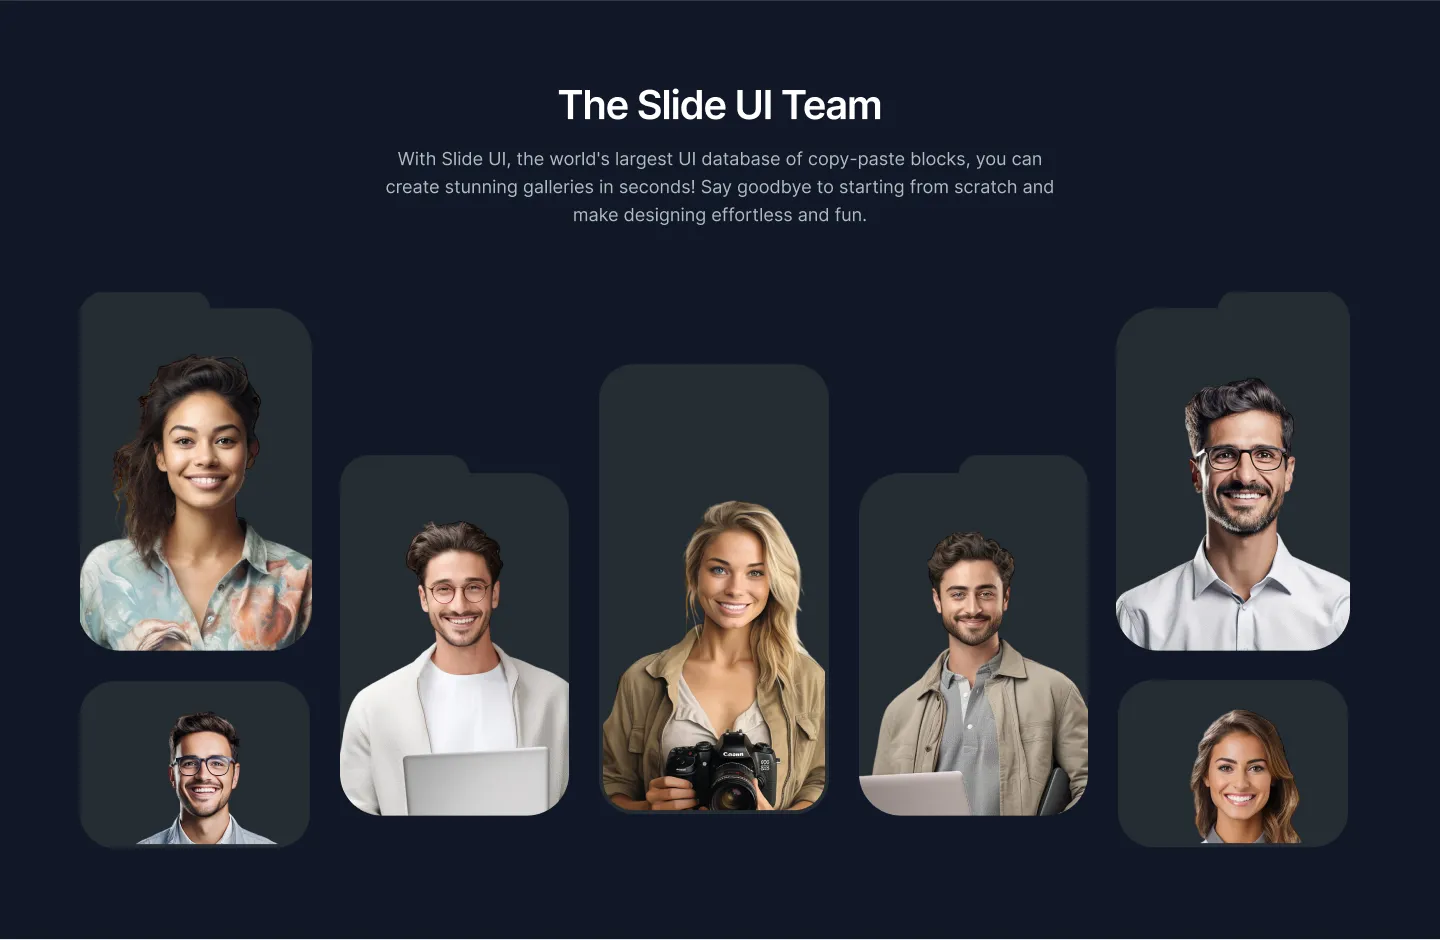 The Slide UI Team
With Slide UI, the world's largest UI database of copy-paste blocks, you can
create stunning galleries in seconds! Say goodbye to starting from scratch and
make designing effortless and fun.